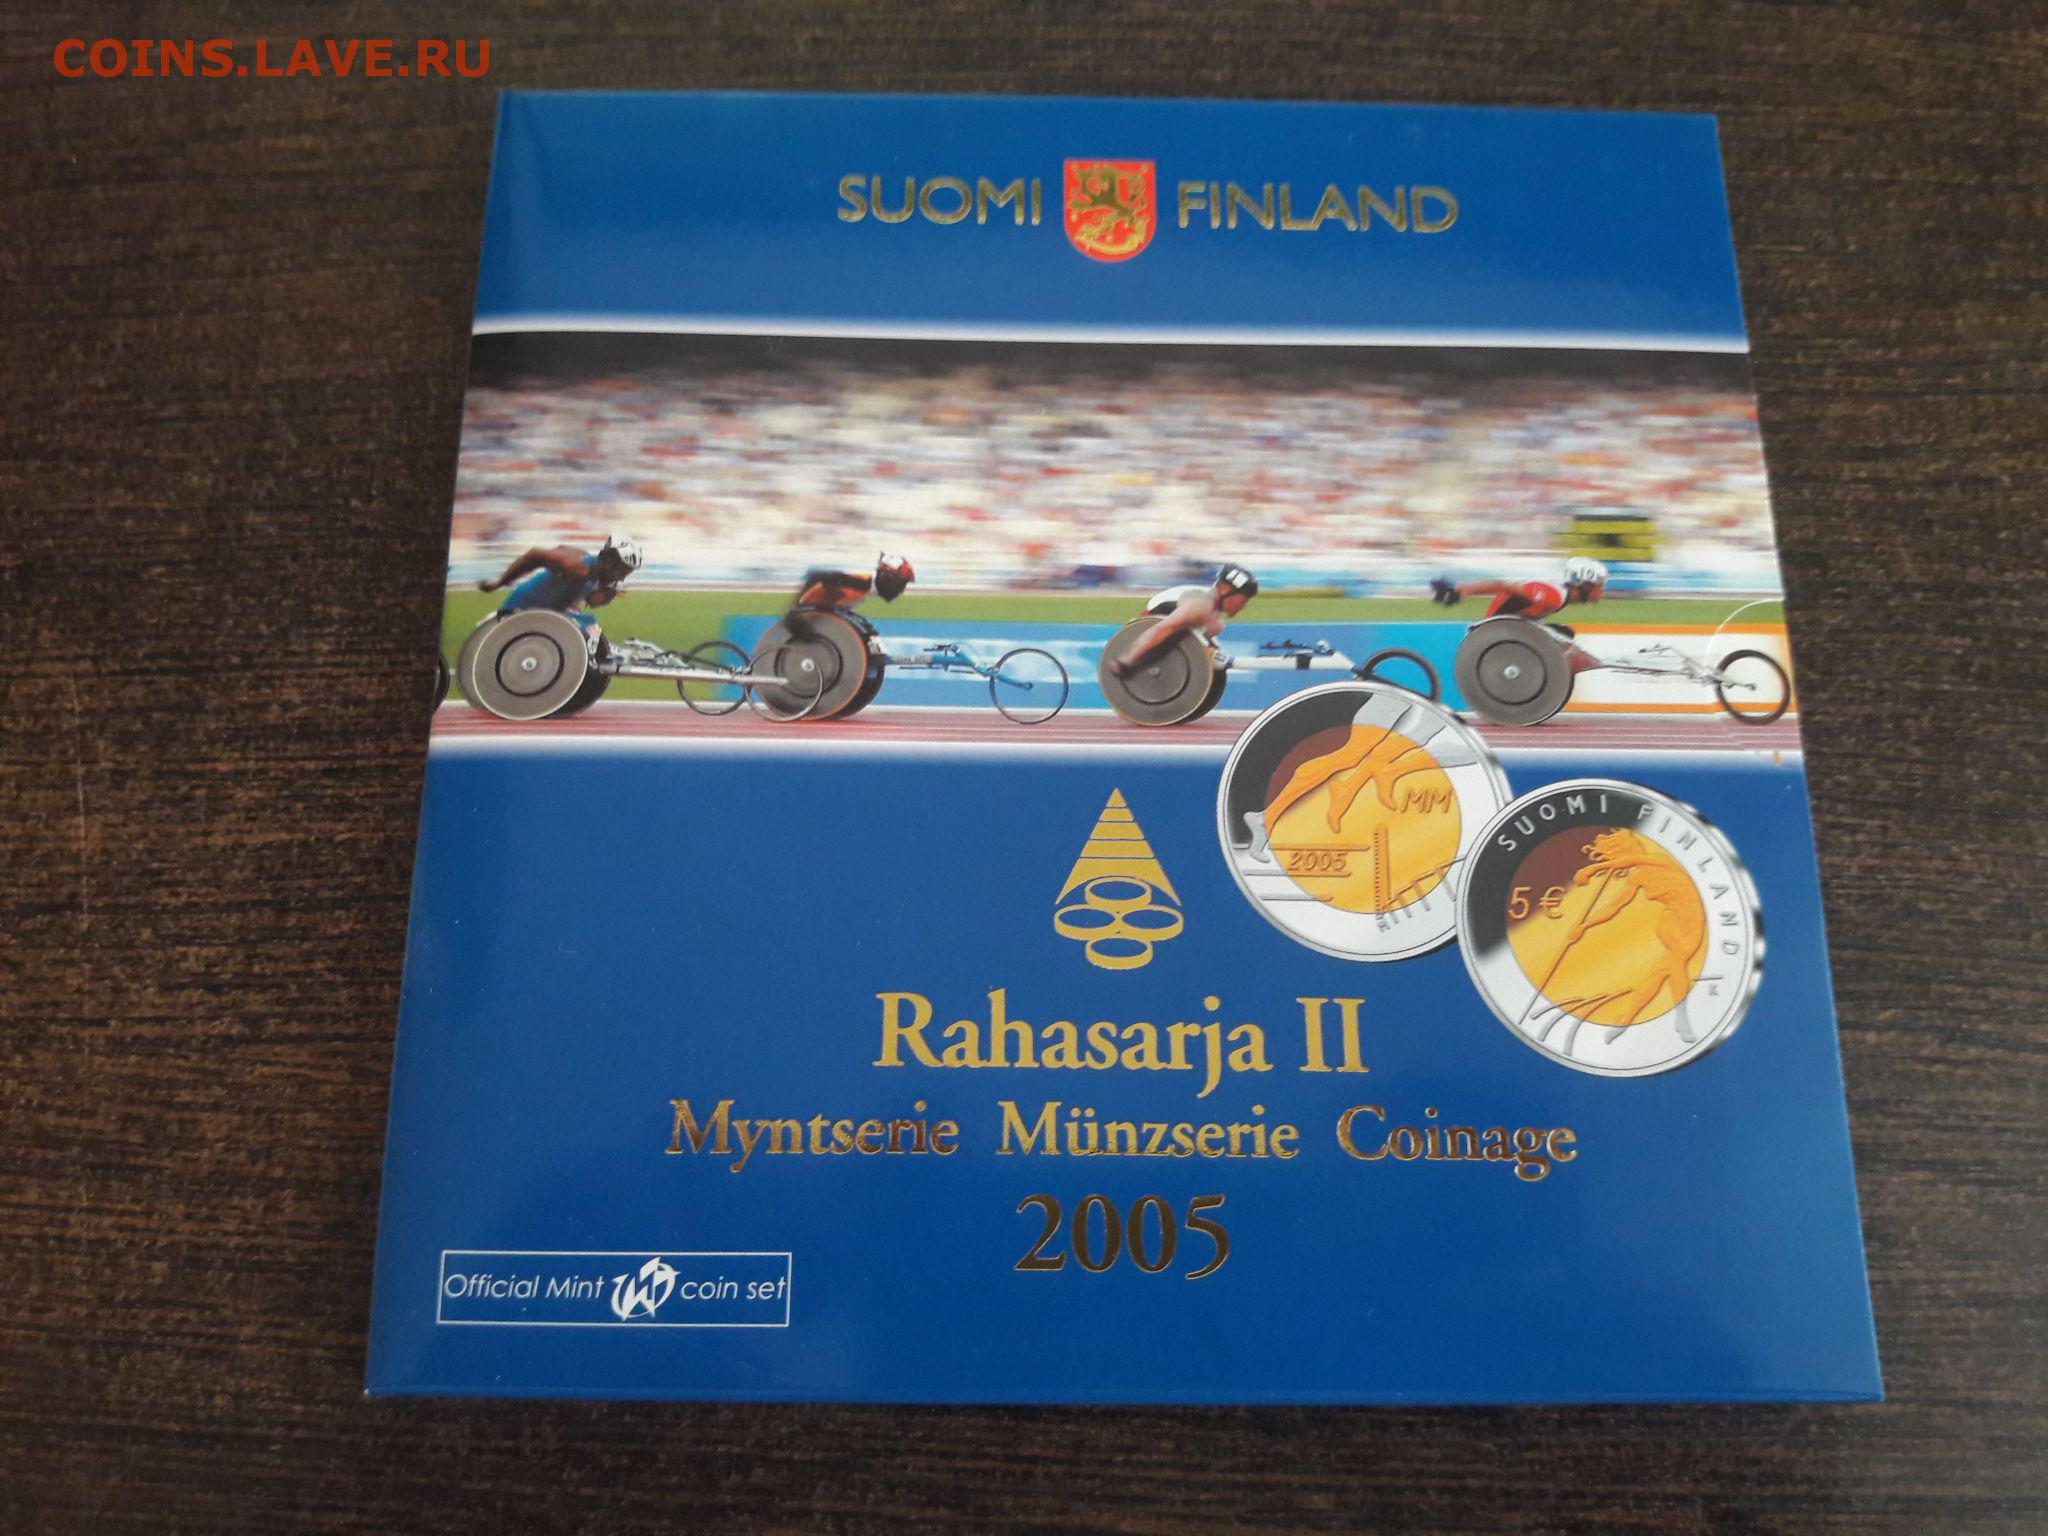 COINS.LAVE.RU
SUOMI FINLAND
MM
2005
SUOMI FINLAND
5 €
Rahasarja II
Myntserie Münzserie Coinage
2005
Official Mint coin set